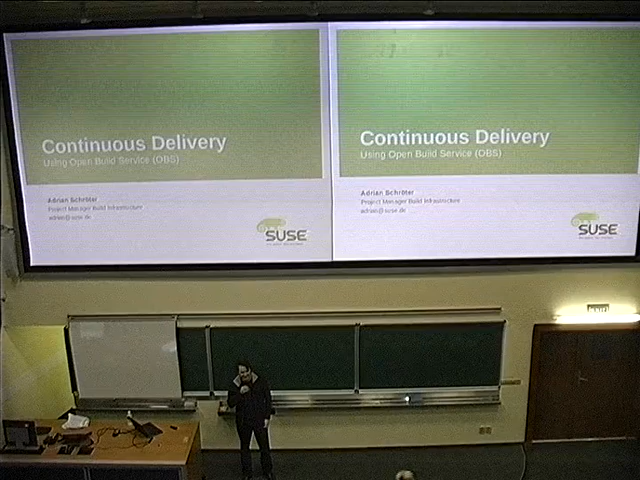 Continuous Delivery
Using Open Build Service (OBS)
Adrian Schröter
Project Manager Build Infrastructure
adrian@suse.de
SUSE
Continuous Delivery
Using Open Build Service (OBS)
Adrian Schröter
Project Manager Build Infrastructure
adrian@suse.de
SUSE